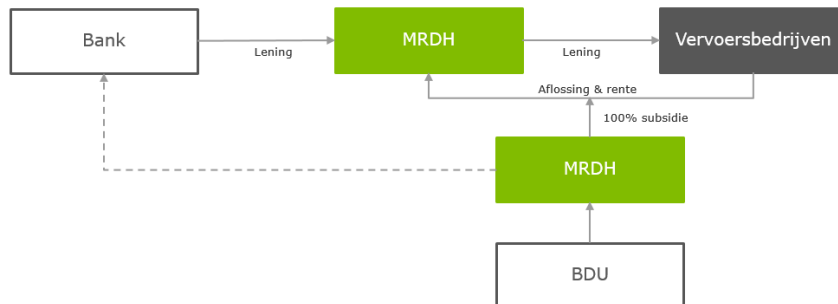 Bank
MRDH
Vervoersbedrijven
Lening
Lening
Aflossing & rente
100% subsidie
MRDH
BDU